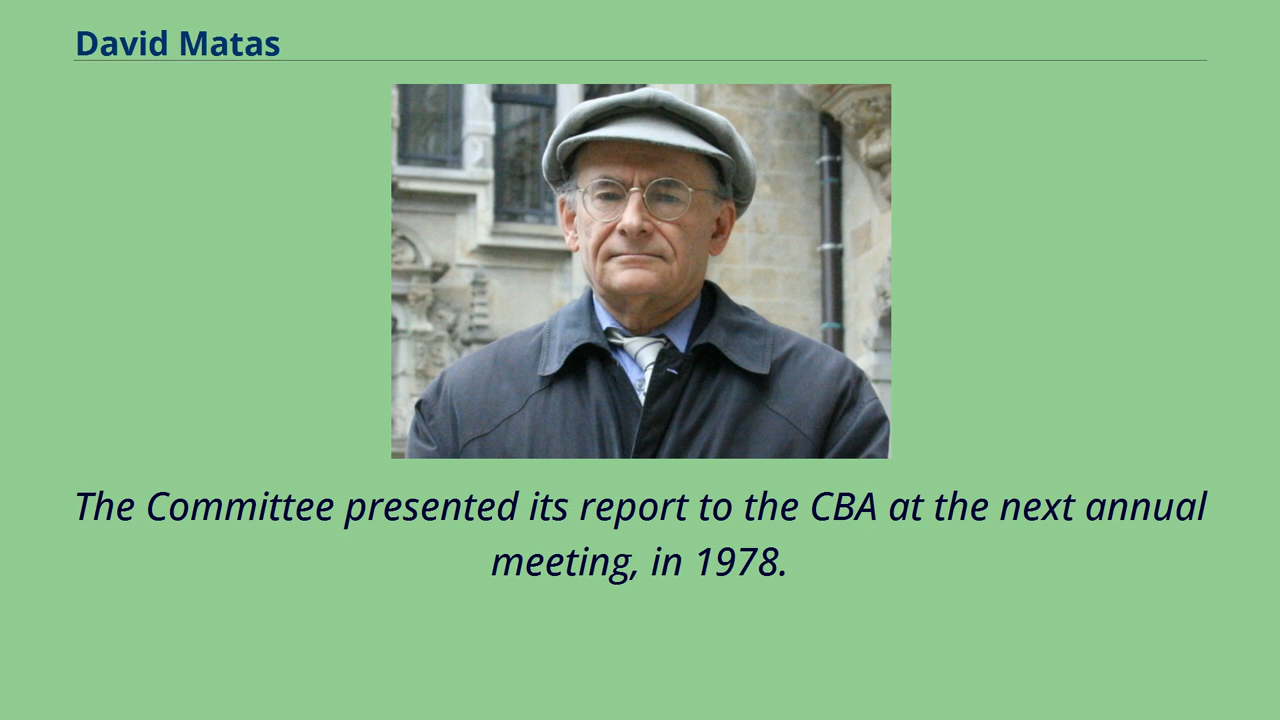 David Matas
The Committee presented its report to the CBA at the next annual
meeting, in 1978.